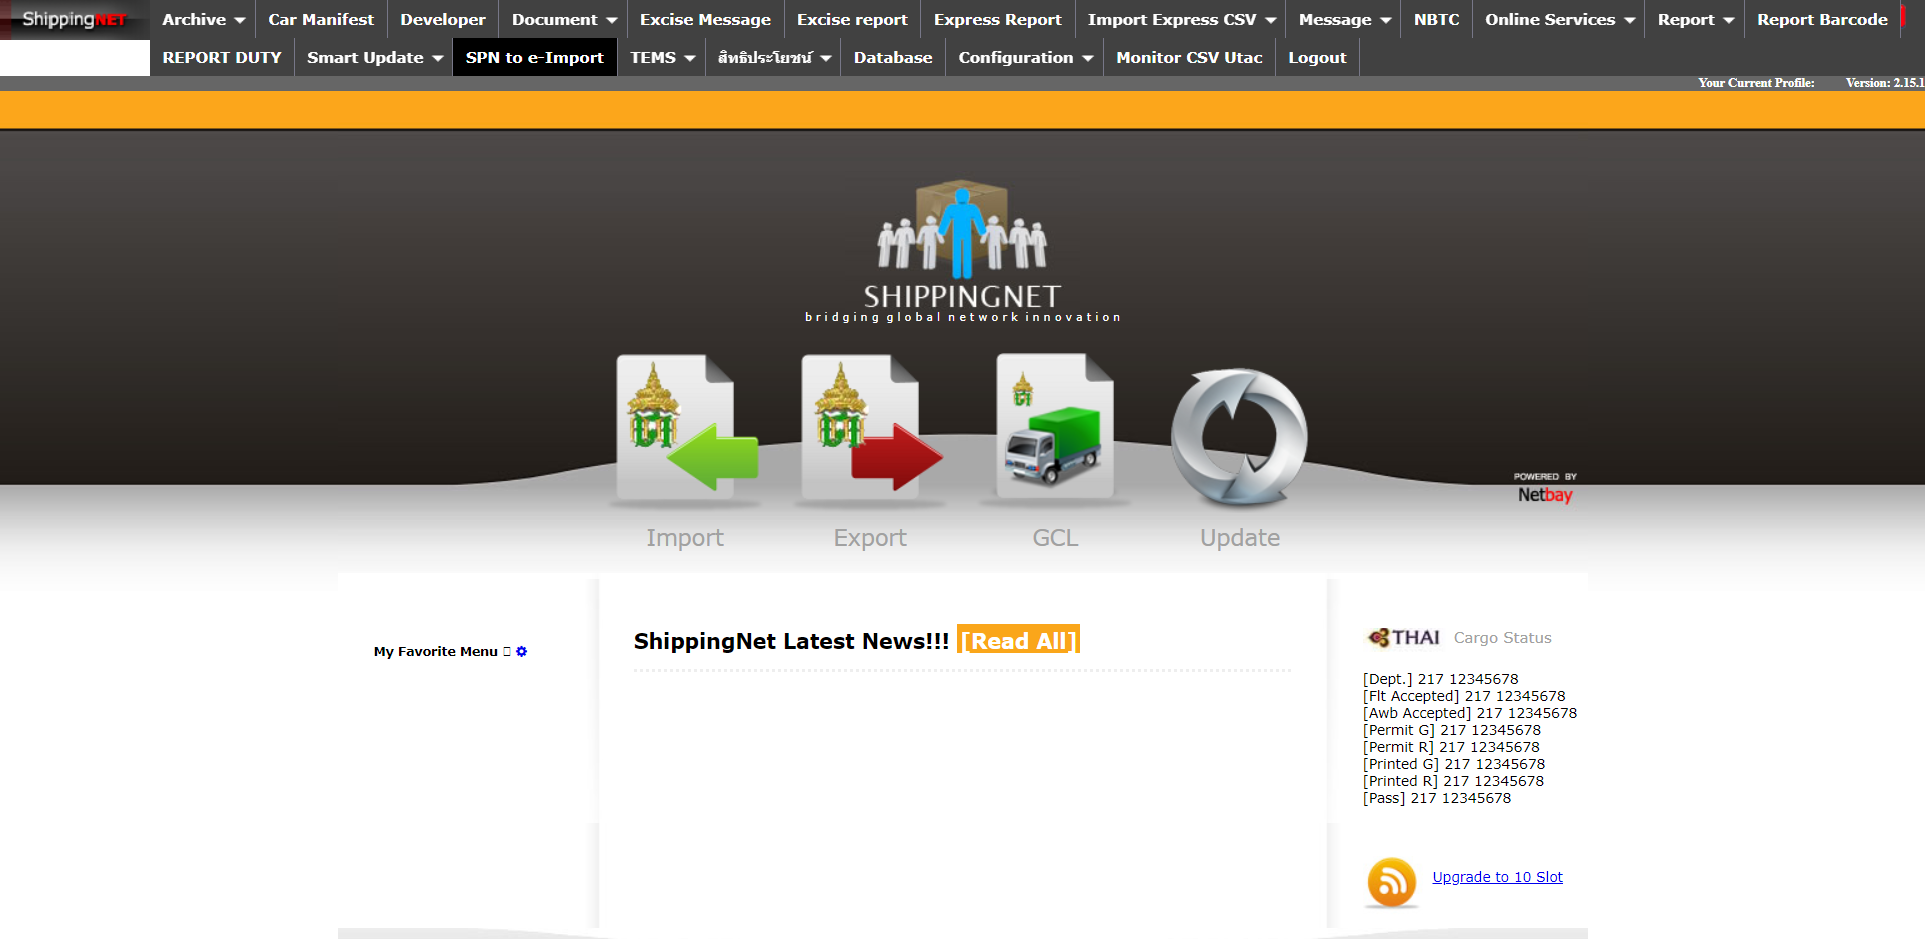 ShippingNET
Archive Car Manifest Developer Document Excise Message Excise report Express Report Import Express CSV Message NBTC Online Services Report Report Barcode
REPORT DUTY Smart Update SPN to e-Import TEMS สิทธิประโยชน์ Database Configuration Monitor CSV Utac Logout
Your Current Profile: Version: 2.15.1
SHIPPINGNET
bridging global network innovation
POWERED BY
Netbay
Import Export GCL Update
My Favorite Menu
ShippingNet Latest News!!! [Read All]
THAI Cargo Status
[Dept.] 217 12345678
[Flt Accepted] 217 12345678
[Awb Accepted] 217 12345678
[Permit G] 217 12345678
[Permit R] 217 12345678
[Printed G] 217 12345678
[Printed R] 217 12345678
[Pass] 217 12345678
Upgrade to 10 Slot